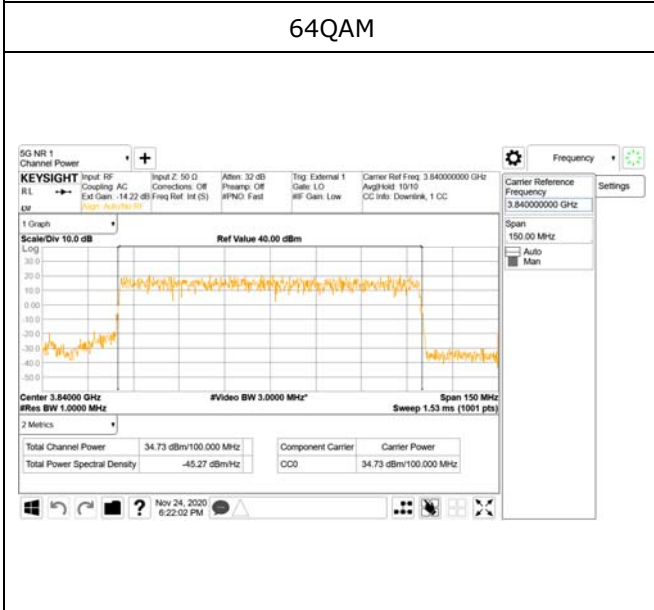 64QAM
5G NR 1
Channel Power
+
Frequency
KEYSIGHT Input: RF Input Z: 50 Ω Atten: 32 dB Trig: External 1 Carrier Ref Freq: 3.840000000 GHz
RL Coupling: AC Corrections: Off Preamp: Off Gate: LO Avg|Hold: 10/10
Ext Gain: -14.22 dB Freq Ref: Int (S) #PNO: Fast #IF Gain: Low CC Info: Downlink, 1 CC
Align: Auto/No RF
Carrier Reference
Frequency
3.840000000 GHz
Settings
Span
150.00 MHz
Auto
Man
1 Graph
Scale/Div 10.0 dB Ref Value 40.00 dBm
Log
30.0
20.0
10.0
0.00
-10.0
-20.0
-30.0
-40.0
-50.0
Center 3.84000 GHz #Video BW 3.0000 MHz* Span 150 MHz
#Res BW 1.0000 MHz Sweep 1.53 ms (1001 pts)
2 Metrics
Total Channel Power 34.73 dBm/100.000 MHz Component Carrier Carrier Power
Total Power Spectral Density -45.27 dBm/Hz CC0 34.73 dBm/100.000 MHz
? Nov 24, 2020
6:22:02 PM